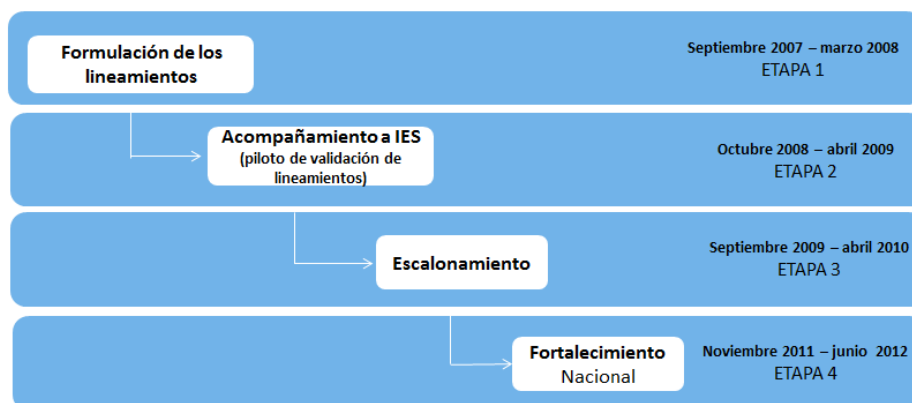 Formulación de los
lineamientos
Septiembre 2007 – marzo 2008
ETAPA 1
Acompañamiento a IES
(piloto de validación de
lineamientos)
Octubre 2008 – abril 2009
ETAPA 2
Escalonamiento
Septiembre 2009 – abril 2010
ETAPA 3
Fortalecimiento
Nacional
Noviembre 2011 – junio 2012
ETAPA 4